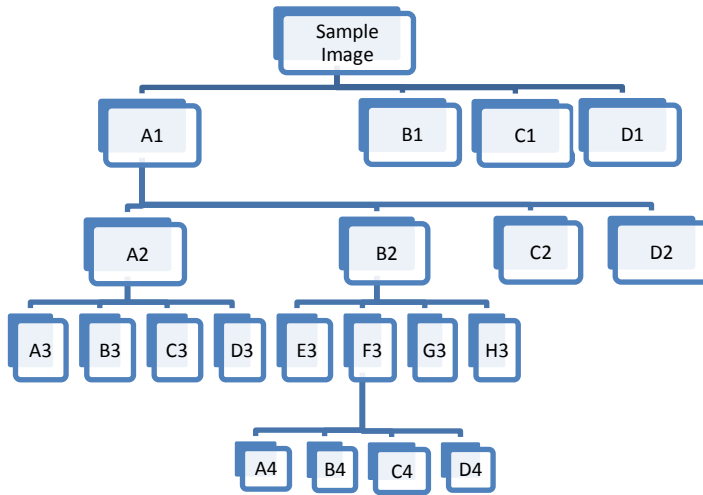 Sample
Image
A1
B1
C1
D1
A2
B2
C2
D2
A3
B3
C3
D3
E3
F3
G3
H3
A4
B4
C4
D4